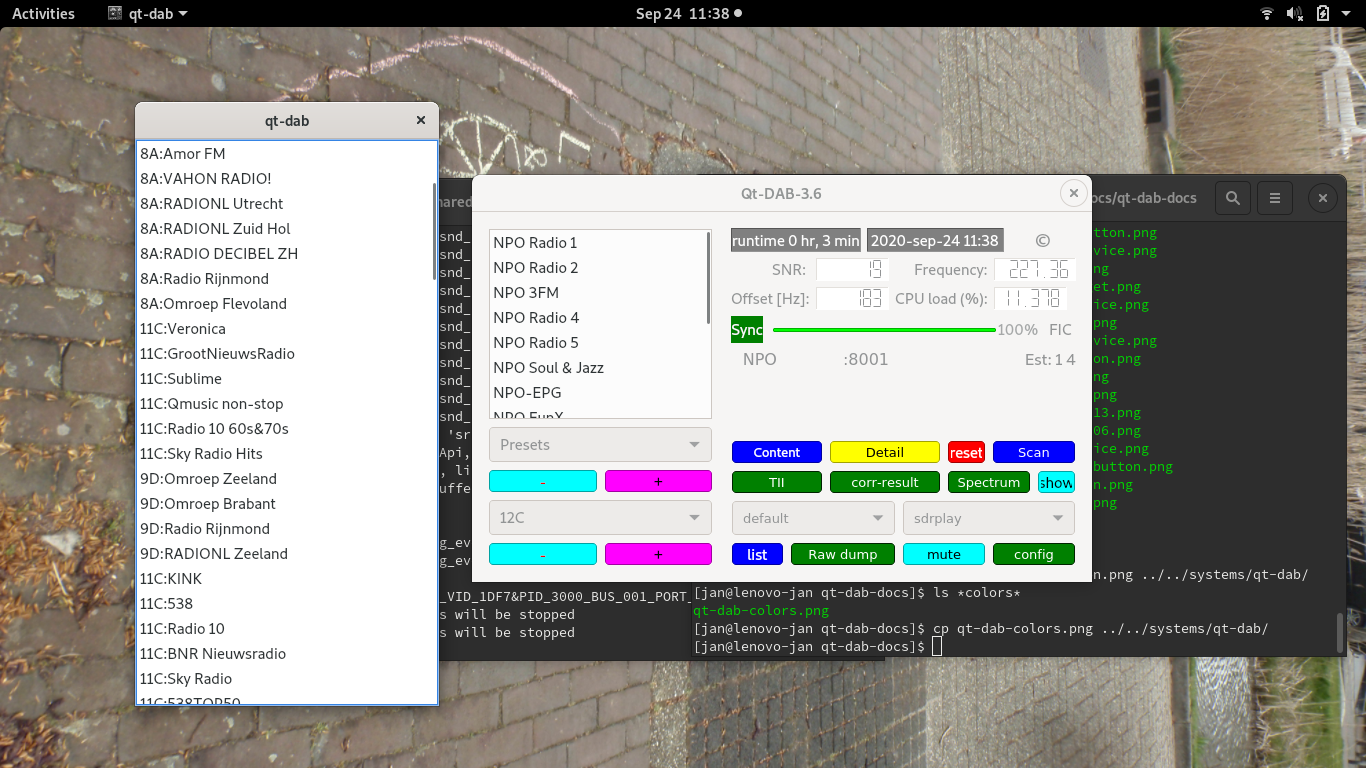 Activities
qt-dab
Sep 24 11:38
qt-dab
8A:Amor FM
8A:VAHON RADIO!
8A:RADIONL Utrecht
8A:RADIONL Zuid Hol
8A:RADIO DECIBEL ZH
8A:Radio Rijnmond
8A:Omroep Flevoland
11C:Veronica
11C:GrootNieuwsRadio
11C:Sublime
11C:Qmusic non-stop
11C:Radio 10 60s&70s
11C:Sky Radio Hits
9D:Omroep Zeeland
9D:Omroep Brabant
9D:Radio Rijnmond
9D:RADIONL Zeeland
11C:KINK
11C:538
11C:Radio 10
11C:BNR Nieuwsradio
11C:Sky Radio
11C:538TOP50
Qt-DAB-3.6
NPO Radio 1
NPO Radio 2
NPO 3FM
NPO Radio 4
NPO Radio 5
NPO Soul & Jazz
NPO-EPG
NPO FunX
Presets
- +
12C
- +
runtime 0 hr, 3 min 2020-sep-24 11:38 ©
SNR: 19 Frequency: 227.36
Offset [Hz]: 183 CPU load (%): 11.378
Sync 100% FIC
NPO :8001 Est: 1 4
Content Detail reset Scan
TII corr-result Spectrum show
default sdrplay
list Raw dump mute config
hared
snd_
snd_
snd_
snd_
snd_
snd_
snd_
snd_
snd_
snd_
snd_
'sr
Api,
, li
uffe
g_ev
g_ev
_VID_1DF7&PID_3000_BUS_001_PORT_
s will be stopped
s will be stopped
ocs/qt-dab-docs
tton.png
vice.png
.png
et.png
ice.png
png
vice.png
on.png
ng
png
13.png
06.png
ice.png
button.png
n.png
png
n.png ../../systems/qt-dab/
[jan@lenovo-jan qt-dab-docs]$ ls *colors*
qt-dab-colors.png
[jan@lenovo-jan qt-dab-docs]$ cp qt-dab-colors.png ../../systems/qt-dab/
[jan@lenovo-jan qt-dab-docs]$